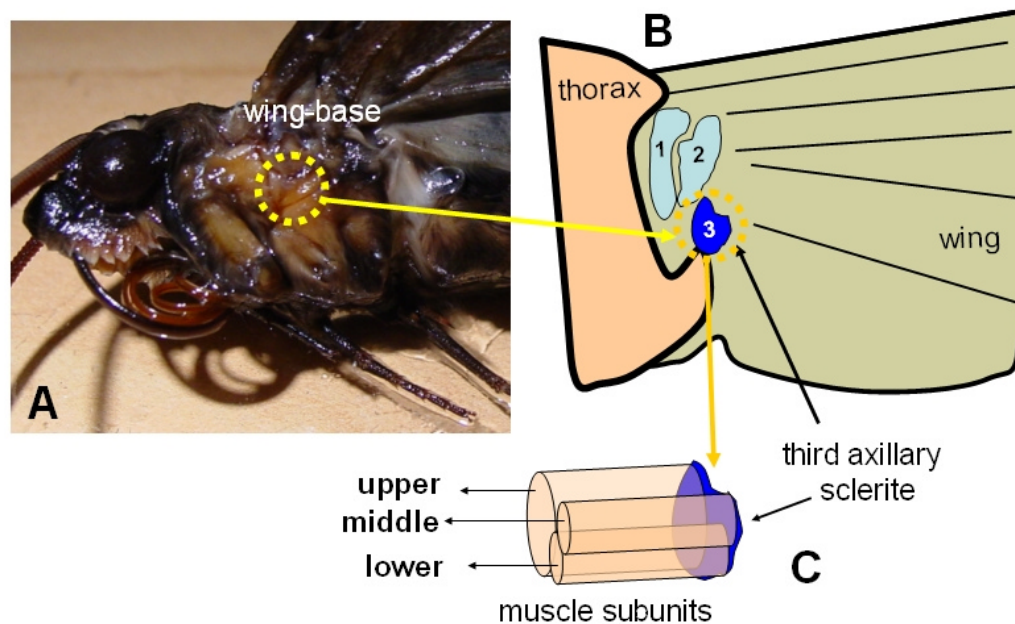 wing-base
A
B
thorax
1
2
3
wing
third axillary
sclerite
upper
middle
lower
C
muscle subunits